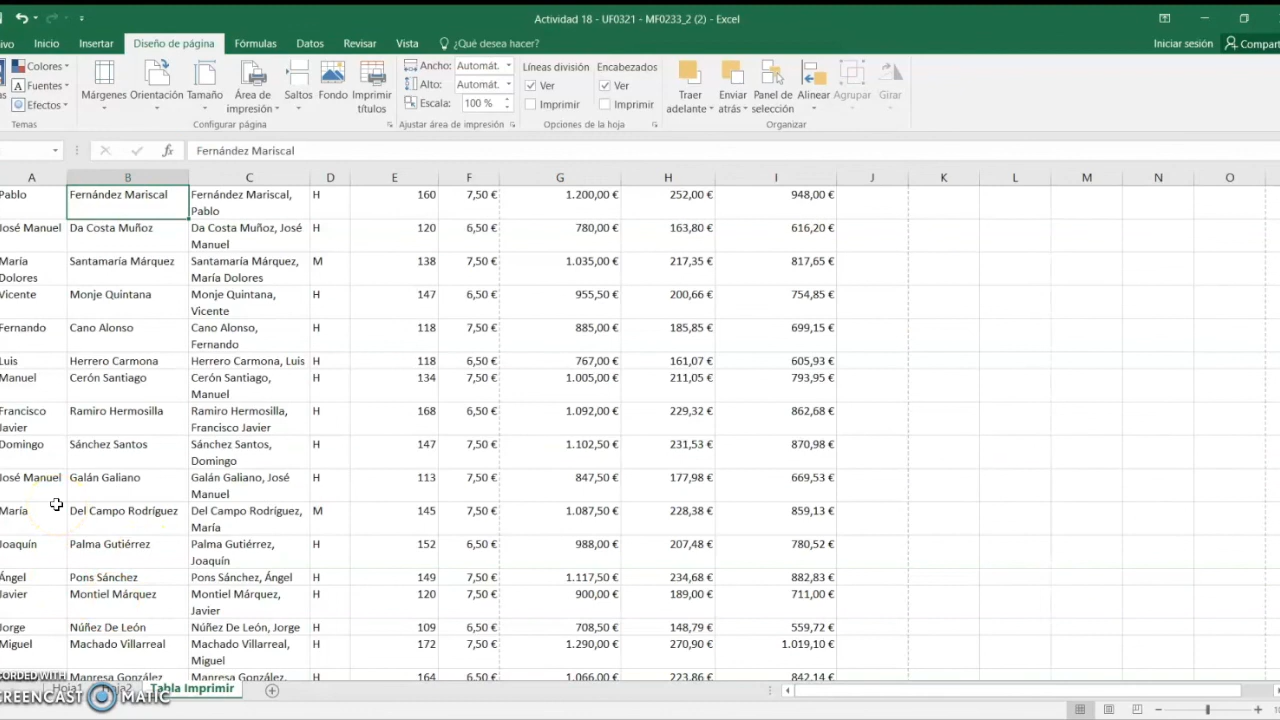 Actividad 18 - UF0321 - MF0233_2 (2) - Excel
ivo Inicio Insertar Diseño de página Fórmulas Datos Revisar Vista ¿Qué desea hacer? Iniciar sesión Compart
Colores
Fuentes
Efectos
Temas
Márgenes Orientación Tamaño Área de impresión Saltos Fondo Imprimir títulos
Configurar página
Ancho: Automát.
Alto: Automát.
Escala: 100 %
Ajustar área de impresión
Líneas división Encabezados
Ver Ver
Imprimir Imprimir
Opciones de la hoja
Traer adelante Enviar atrás Panel de selección Alinear Agrupar Girar
Organizar
fx Fernández Mariscal
A B C D E F G H I J K L M N O
Pablo Fernández Mariscal Fernández Mariscal, H 160 7,50 € 1.200,00 € 252,00 € 948,00 €
Pablo
José Manuel Da Costa Muñoz Da Costa Muñoz, José H 120 6,50 € 780,00 € 163,80 € 616,20 €
Manuel
María Santamaría Márquez Santamaría Márquez, M 138 7,50 € 1.035,00 € 217,35 € 817,65 €
Dolores María Dolores
Vicente Monje Quintana Monje Quintana, H 147 6,50 € 955,50 € 200,66 € 754,85 €
Vicente
Fernando Cano Alonso Cano Alonso, H 118 7,50 € 885,00 € 185,85 € 699,15 €
Fernando
Luis Herrero Carmona Herrero Carmona, Luis H 118 6,50 € 767,00 € 161,07 € 605,93 €
Manuel Cerón Santiago Cerón Santiago, H 134 7,50 € 1.005,00 € 211,05 € 793,95 €
Manuel
Francisco Ramiro Hermosilla Ramiro Hermosilla, H 168 6,50 € 1.092,00 € 229,32 € 862,68 €
Javier Francisco Javier
Domingo Sánchez Santos Sánchez Santos, H 147 7,50 € 1.102,50 € 231,53 € 870,98 €
Domingo
José Manuel Galán Galiano Galán Galiano, José H 113 7,50 € 847,50 € 177,98 € 669,53 €
Manuel
María Del Campo Rodríguez Del Campo Rodríguez, M 145 7,50 € 1.087,50 € 228,38 € 859,13 €
María
Joaquín Palma Gutiérrez Palma Gutiérrez, H 152 6,50 € 988,00 € 207,48 € 780,52 €
Joaquín
Ángel Pons Sánchez Pons Sánchez, Ángel H 149 7,50 € 1.117,50 € 234,68 € 882,83 €
Javier Montiel Márquez Montiel Márquez, H 120 7,50 € 900,00 € 189,00 € 711,00 €
Javier
Jorge Núñez De León Núñez De León, Jorge H 109 6,50 € 708,50 € 148,79 € 559,72 €
Miguel Machado Villarreal Machado Villarreal, H 172 7,50 € 1.290,00 € 270,90 € 1.019,10 €
Miguel
Manresa González Manresa González, H 164 6,50 € 1.066,00 € 223,86 € 842,14 €
Hoja1 Hoja2 Tabla Imprimir
CORDED WITH
SCREENCAST MATIC